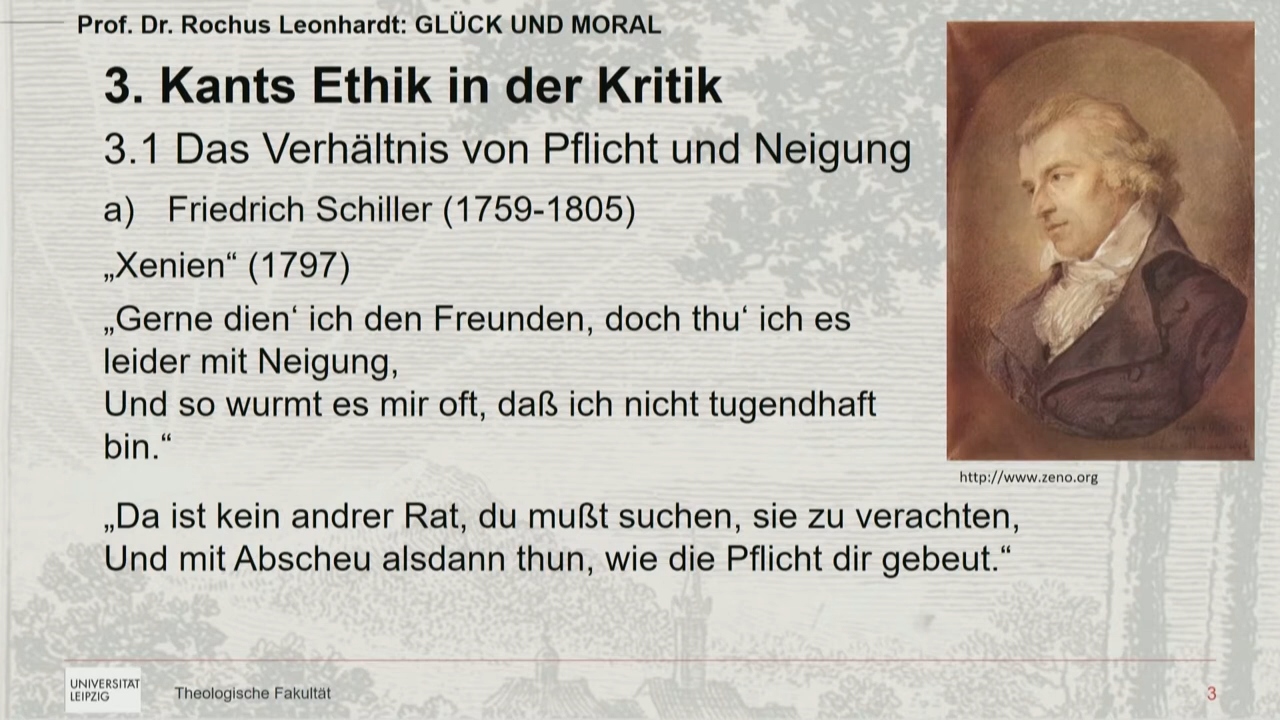 Prof. Dr. Rochus Leonhardt: GLÜCK UND MORAL
3. Kants Ethik in der Kritik
3.1 Das Verhältnis von Pflicht und Neigung
a) Friedrich Schiller (1759-1805)
„Xenien“ (1797)
„Gerne dien‘ ich den Freunden, doch thu‘ ich es
leider mit Neigung,
Und so wurmt es mir oft, daß ich nicht tugendhaft
bin.“
http://www.zeno.org
„Da ist kein andrer Rat, du mußt suchen, sie zu verachten,
Und mit Abscheu alsdann thun, wie die Pflicht dir gebeut.“
UNIVERSITÄT
LEIPZIG
Theologische Fakultät
3